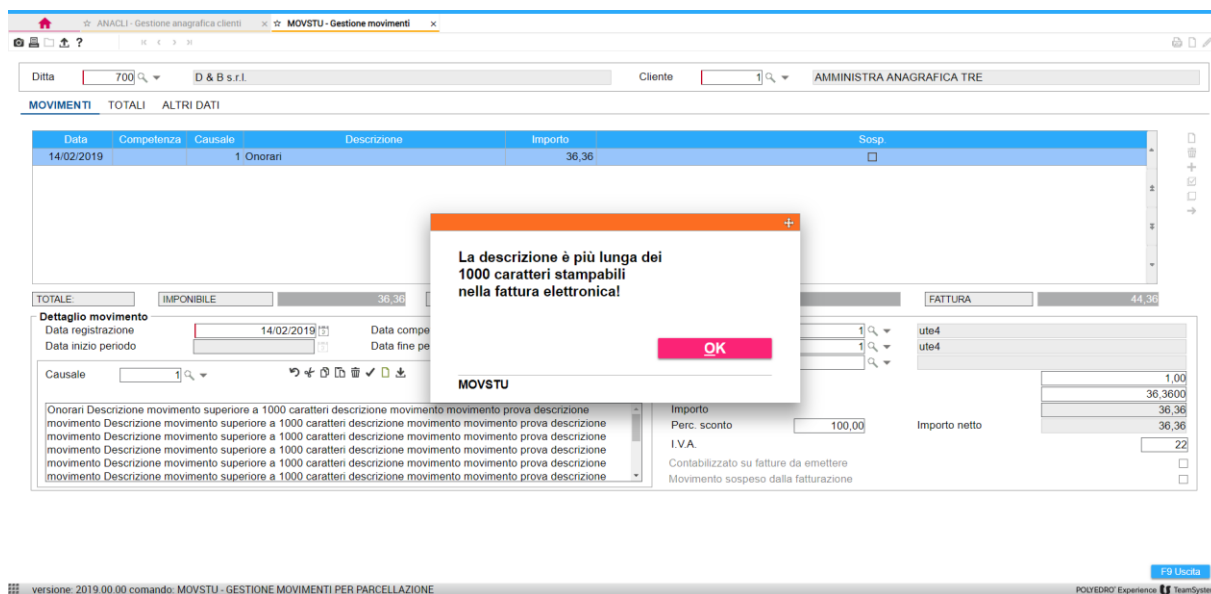 ANACLI - Gestione anagrafica clienti × MOVSTU - Gestione movimenti ×
?
Ditta 700 D & B s.r.l. Cliente 1 AMMINISTRA ANAGRAFICA TRE
MOVIMENTI TOTALI ALTRI DATI
Data Competenza Causale Descrizione Importo Sosp.
14/02/2019 1 Onorari 36,36
La descrizione è più lunga dei
1000 caratteri stampabili
nella fattura elettronica!
OK
MOVSTU
TOTALE: IMPONIBILE 36,36 FATTURA 44,36
Dettaglio movimento
Data registrazione 14/02/2019 Data compe 1 ute4
Data inizio periodo Data fine pe 1 ute4
Causale 1
1,00
36,3600
Onorari Descrizione movimento superiore a 1000 caratteri descrizione movimento movimento prova descrizione
movimento Descrizione movimento superiore a 1000 caratteri descrizione movimento movimento prova descrizione
movimento Descrizione movimento superiore a 1000 caratteri descrizione movimento movimento prova descrizione
movimento Descrizione movimento superiore a 1000 caratteri descrizione movimento movimento prova descrizione
movimento Descrizione movimento superiore a 1000 caratteri descrizione movimento movimento prova descrizione
movimento Descrizione movimento superiore a 1000 caratteri descrizione movimento movimento prova descrizione
Importo 36,36
Perc. sconto 100,00 Importo netto 36,36
I.V.A. 22
Contabilizzato su fatture da emettere
Movimento sospeso dalla fatturazione
F9 Uscita
versione: 2019.00.00 comando: MOVSTU - GESTIONE MOVIMENTI PER PARCELLAZIONE POLYEDRO® Experience TeamSyste